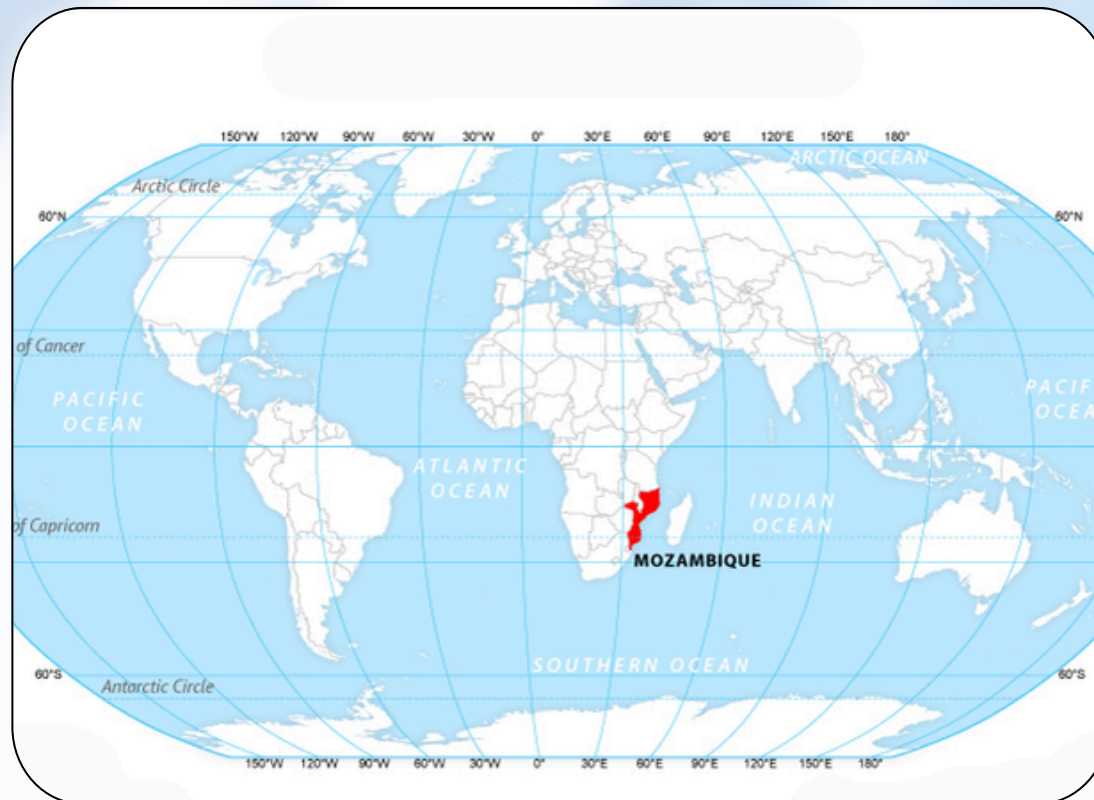 150°W 120°W 90°W 60°W 30°W 0° 30°E 60°E 90°E 120°E 150°E 180°
ARCTIC OCEAN
Arctic Circle
60°N 60°N
of Cancer
PACIFIC
OCEAN
PACIF
OCEA
ATLANTIC
OCEAN
INDIAN
OCEAN
of Capricorn
MOZAMBIQUE
SOUTHERN OCEAN
60°S 60°S
Antarctic Circle
150°W 120°W 90°W 60°W 30°W 0° 30°E 60°E 90°E 120°E 150°E 180°